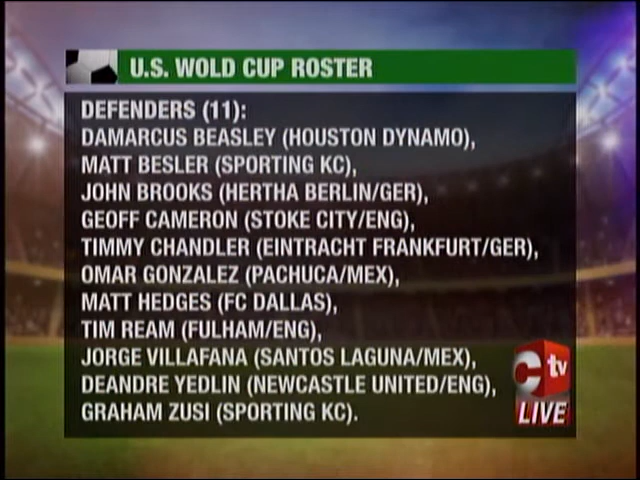 U.S. WOLD CUP ROSTER
DEFENDERS (11):
DAMARCUS BEASLEY (HOUSTON DYNAMO),
MATT BESLER (SPORTING KC),
JOHN BROOKS (HERTHA BERLIN/GER),
GEOFF CAMERON (STOKE CITY/ENG),
TIMMY CHANDLER (EINTRACHT FRANKFURT/GER),
OMAR GONZALEZ (PACHUCA/MEX),
MATT HEDGES (FC DALLAS),
TIM REAM (FULHAM/ENG),
JORGE VILLAFANA (SANTOS LAGUNA/MEX),
DEANDRE YEDLIN (NEWCASTLE UNITED/ENG),
GRAHAM ZUSI (SPORTING KC).
C tv
LIVE